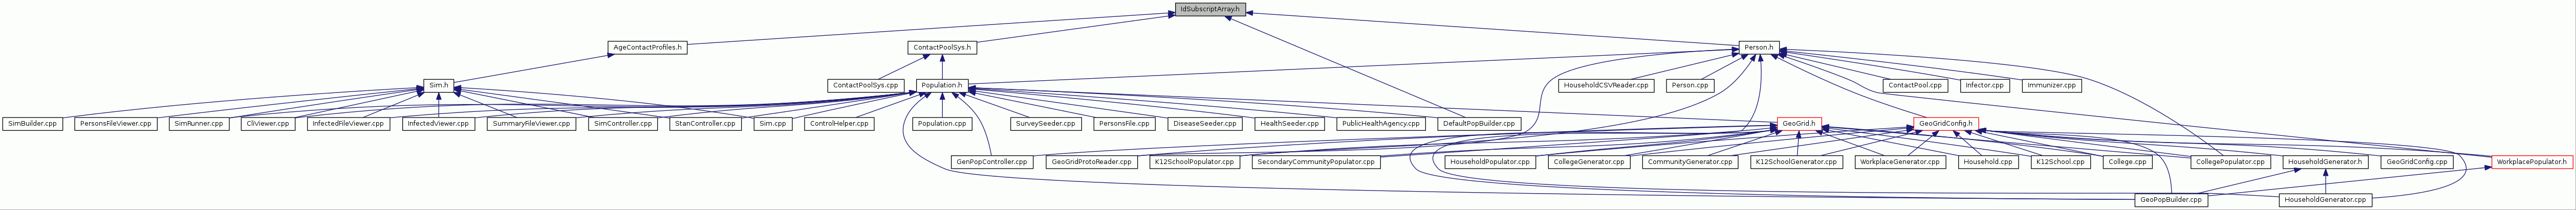 IdSubscriptArray.h
AgeContactProfiles.h
ContactPoolSys.h
Person.h
Sim.h
ContactPoolSys.cpp
Population.h
HouseholdCSVReader.cpp
Person.cpp
ContactPool.cpp
Infector.cpp
Immunizer.cpp
SimBuilder.cpp
PersonsFileViewer.cpp
SimRunner.cpp
CliViewer.cpp
InfectedFileViewer.cpp
InfectedViewer.cpp
SummaryFileViewer.cpp
SimController.cpp
StanController.cpp
Sim.cpp
ControlHelper.cpp
Population.cpp
SurveySeeder.cpp
PersonsFile.cpp
DiseaseSeeder.cpp
HealthSeeder.cpp
PublicHealthAgency.cpp
DefaultPopBuilder.cpp
GeoGrid.h
GeoGridConfig.h
GenPopController.cpp
GeoGridProtoReader.cpp
K12SchoolPopulator.cpp
SecondaryCommunityPopulator.cpp
HouseholdPopulator.cpp
CollegeGenerator.cpp
CommunityGenerator.cpp
K12SchoolGenerator.cpp
WorkplaceGenerator.cpp
Household.cpp
K12School.cpp
College.cpp
CollegePopulator.cpp
HouseholdGenerator.h
GeoGridConfig.cpp
WorkplacePopulator.h
GeoPopBuilder.cpp
HouseholdGenerator.cpp